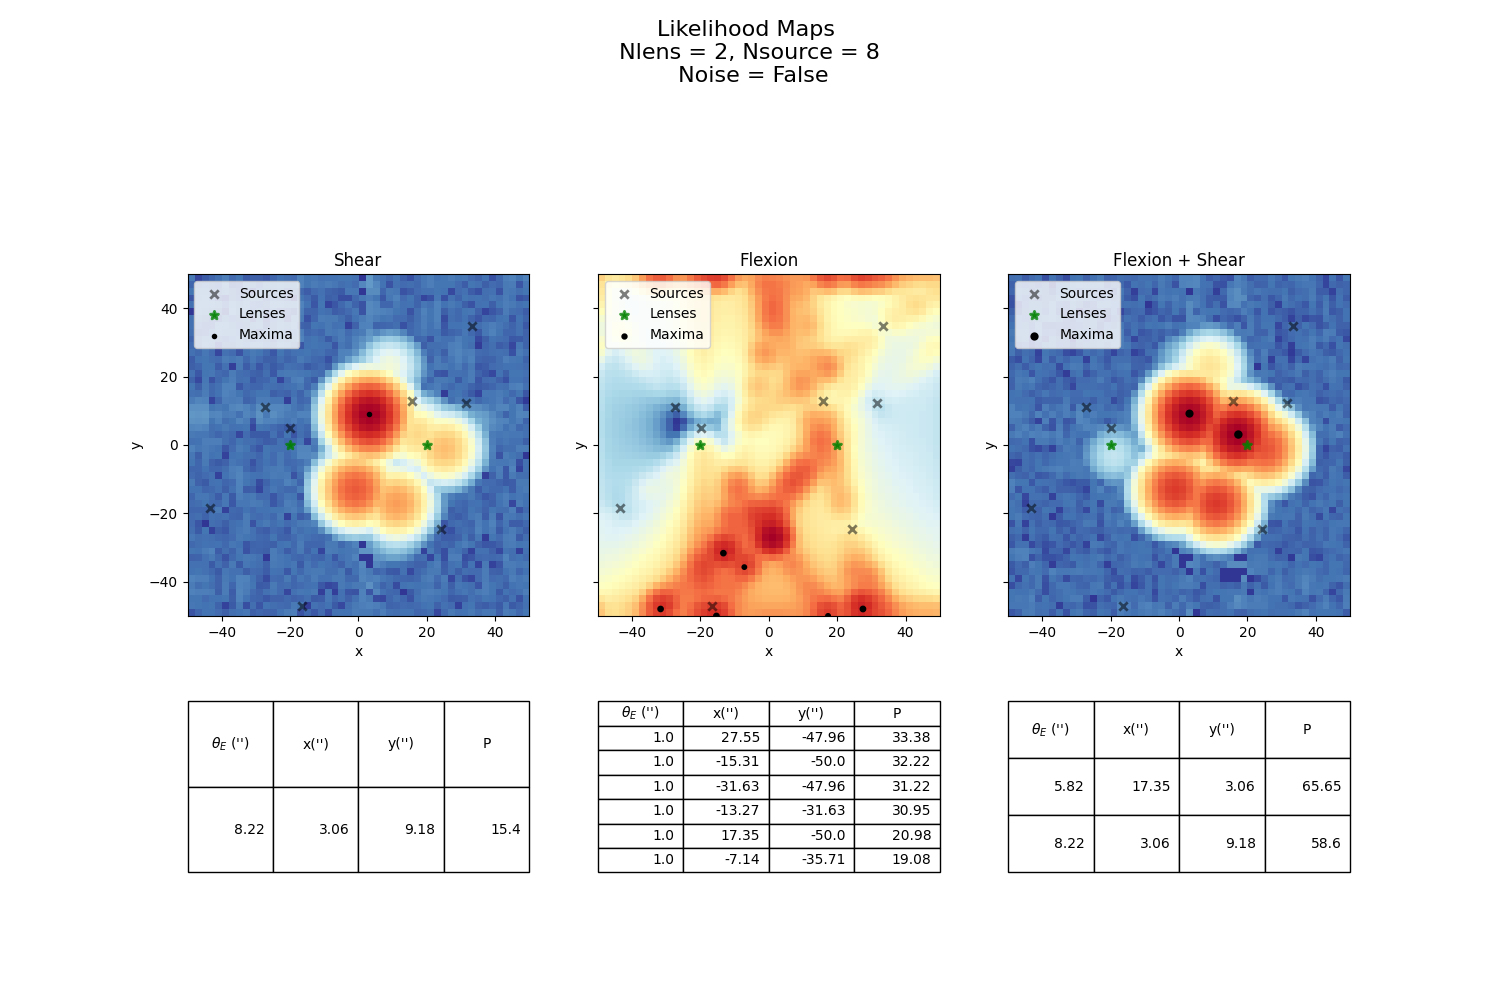 Likelihood Maps
Nlens = 2, Nsource = 8
Noise = False
Shear
Sources
Lenses
Maxima
40
20
0
−20
−40
y
−40 −20 0 20 40
x
Flexion
Sources
Lenses
Maxima
y
−40 −20 0 20 40
x
Flexion + Shear
Sources
Lenses
Maxima
y
−40 −20 0 20 40
x
θE ('') x('') y('') P
8.22 3.06 9.18 15.4
θE ('') x('') y('') P
1.0 27.55 -47.96 33.38
1.0 -15.31 -50.0 32.22
1.0 -31.63 -47.96 31.22
1.0 -13.27 -31.63 30.95
1.0 17.35 -50.0 20.98
1.0 -7.14 -35.71 19.08
θE ('') x('') y('') P
5.82 17.35 3.06 65.65
8.22 3.06 9.18 58.6